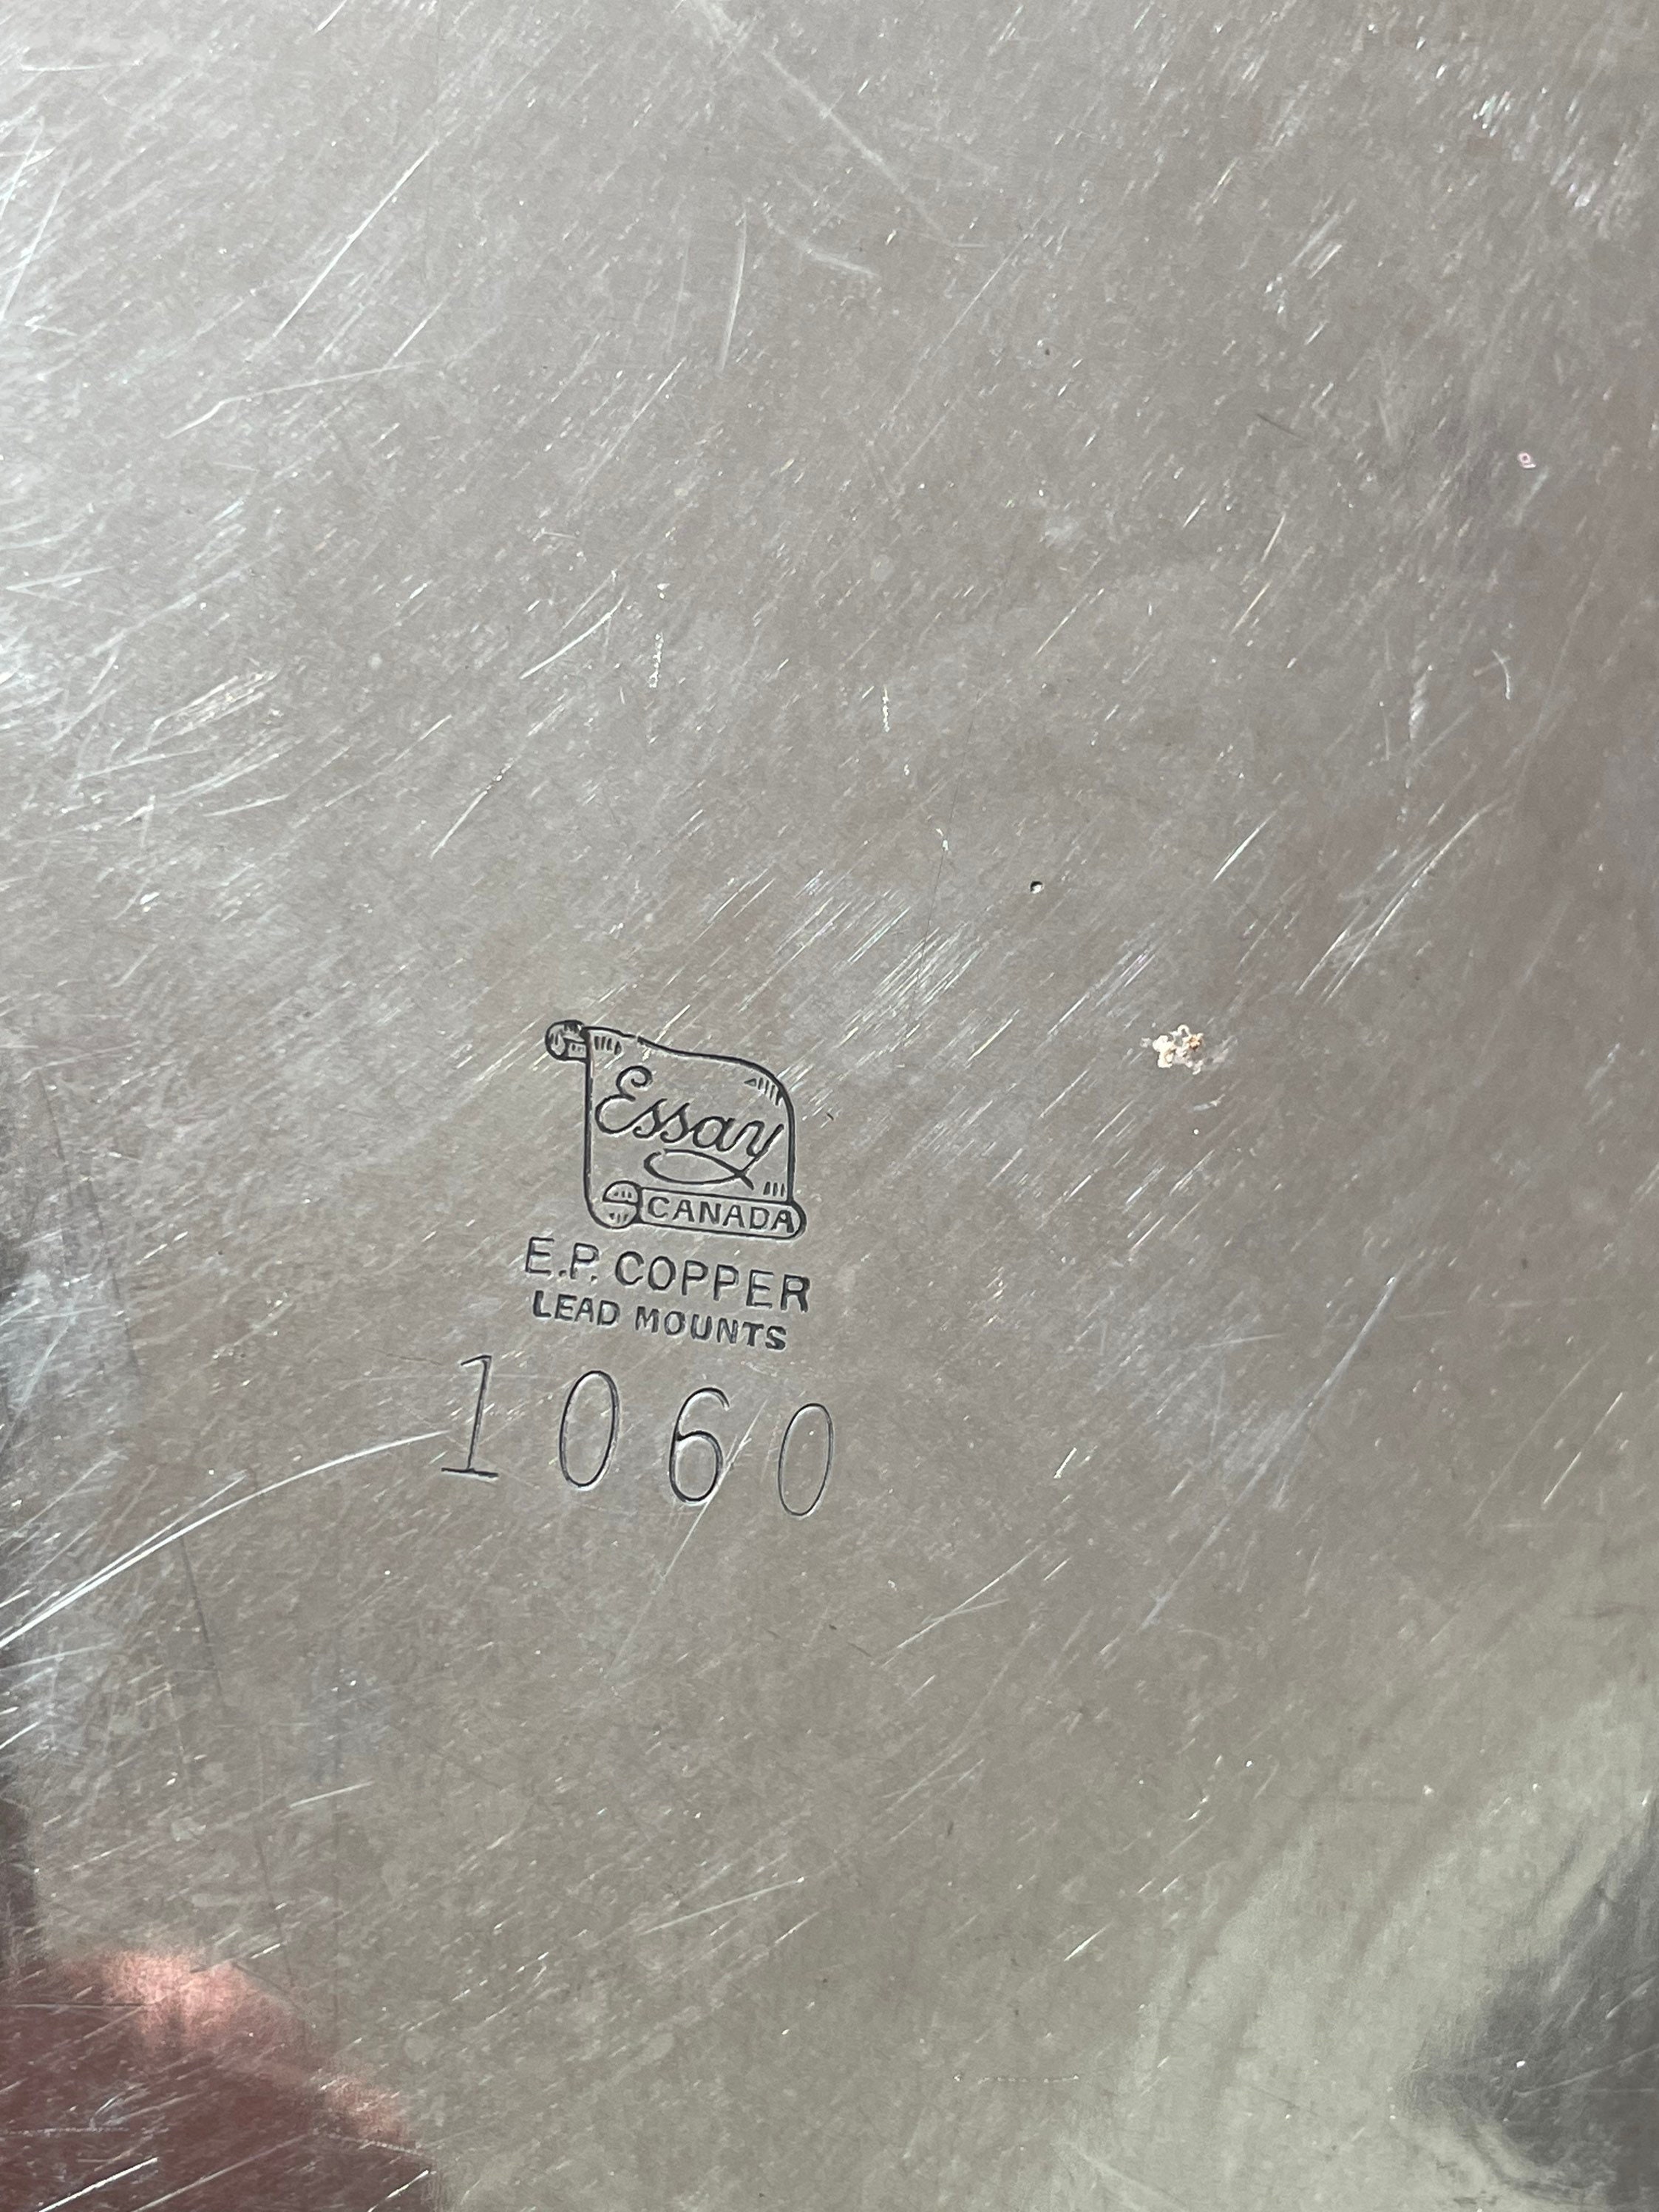 Essay
CANADA
E.P. COPPER
LEAD MOUNTS
1060